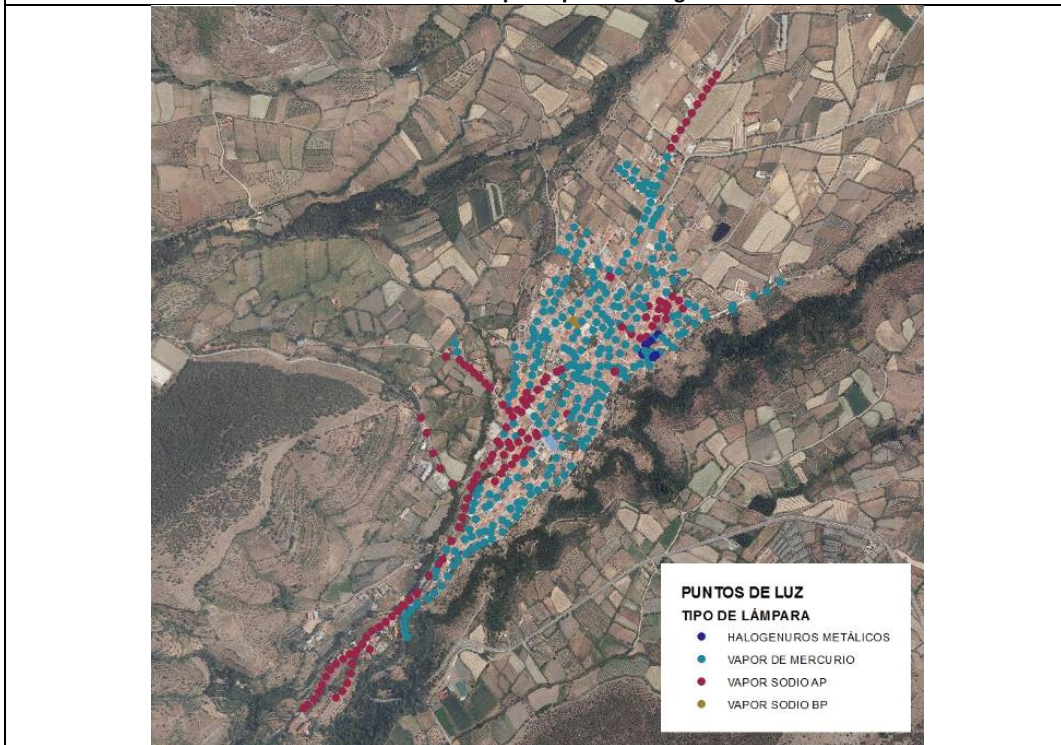 PUNTOS DE LUZ
TIPO DE LÁMPARA
HALOGENUROS METÁLICOS
VAPOR DE MERCURIO
VAPOR SODIO AP
VAPOR SODIO BP